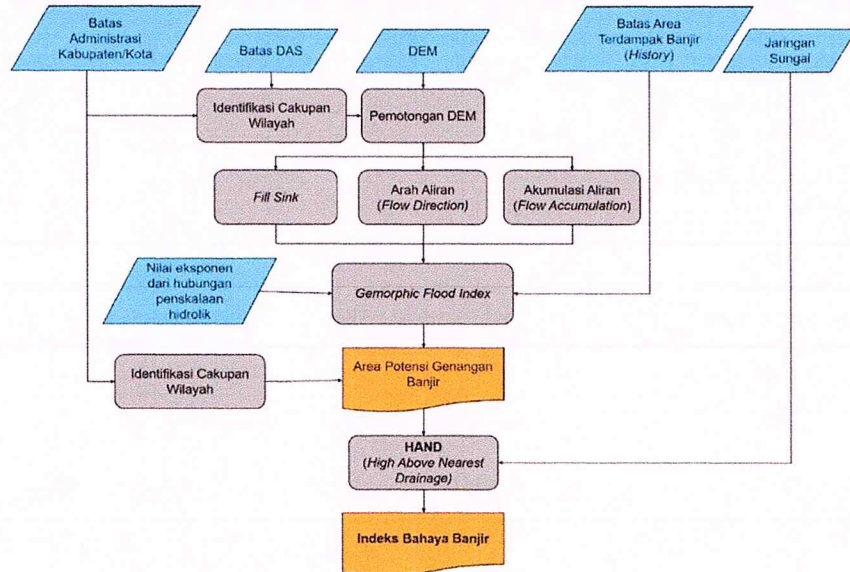 Batas
Administrasi
Kabupaten/Kota
Batas DAS
DEM
Batas Area
Terdampak Banjir
(History)
Jaringan
Sungai
Identifikasi Cakupan
Wilayah
Pemotongan DEM
Fill Sink
Arah Aliran
(Flow Direction)
Akumulasi Aliran
(Flow Accumulation)
Nilai eksponen
dari hubungan
penskalaan
hidrolik
Gemorphic Flood Index
Identifikasi Cakupan
Wilayah
Area Potensi Genangan
Banjir
HAND
(High Above Nearest
Drainage)
Indeks Bahaya Banjir